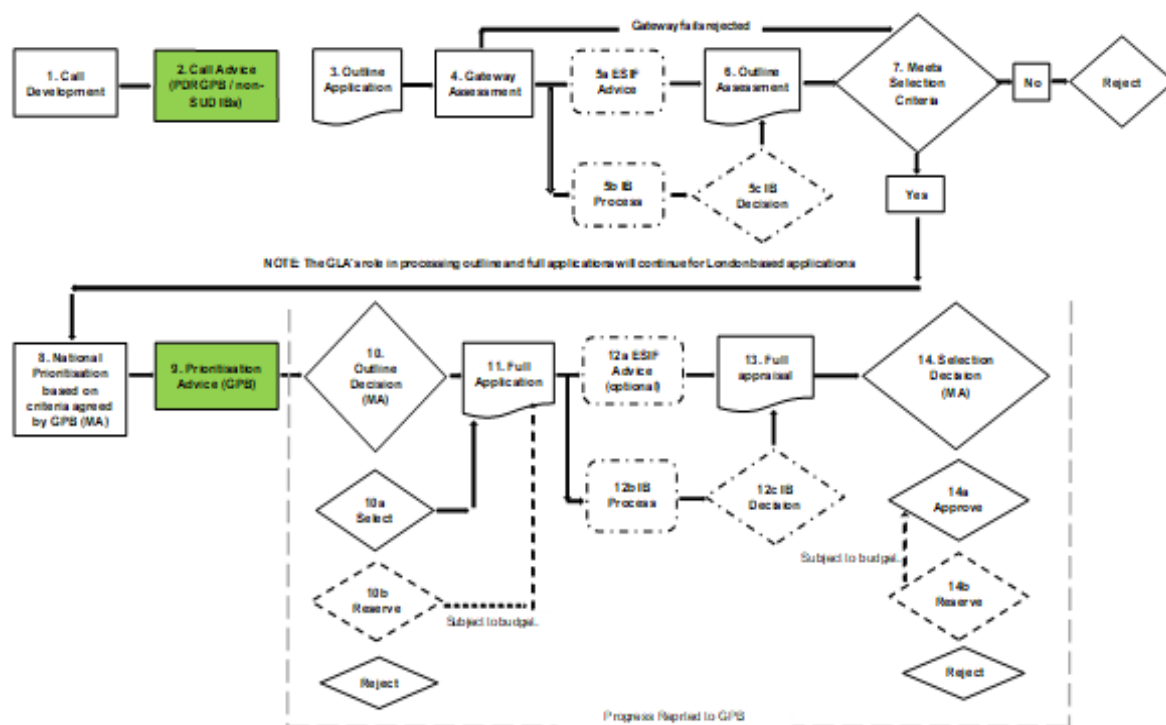 Gateway fails rejected
1. Call
Development
2. Call Advice
(PDRGPB / non-
SUD IBs)
3. Outline
Application
4. Gateway
Assessment
5a ESIF
Advice
6. Outline
Assessment
7. Meets
Selection
Criteria
No
Reject
5b IB
Process
5c IB
Decision
Yes
NOTE: The GLA's role in processing outline and full applications will continue for London based applications
8. National
Prioritisation
based on
criteria agreed
by GPB (MA)
9. Prioritisation
Advice (GPB)
10.
Outline
Decision
(MA)
11. Full
Application
12a ESIF
Advice
(optional)
13. Full
appraisal
14. Selection
Decision
(MA)
10a
Select
12b IB
Process
12c IB
Decision
14a
Approve
Subject to budget..
10b
Reserve
Subject to budget..
14b
Reserve
Reject
Reject
Progress Reprted to GPB